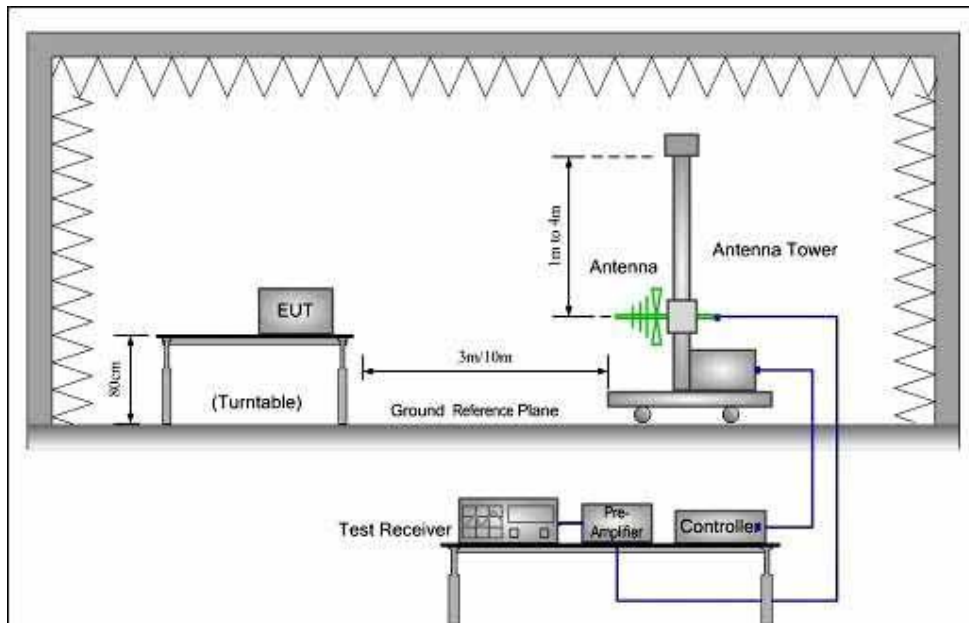 1m to 4m
Antenna
Antenna Tower
EUT
80cm
3m/10m
(Turntable)
Ground Reference Plane
Test Receiver
Pre-
Amplifier
Controller